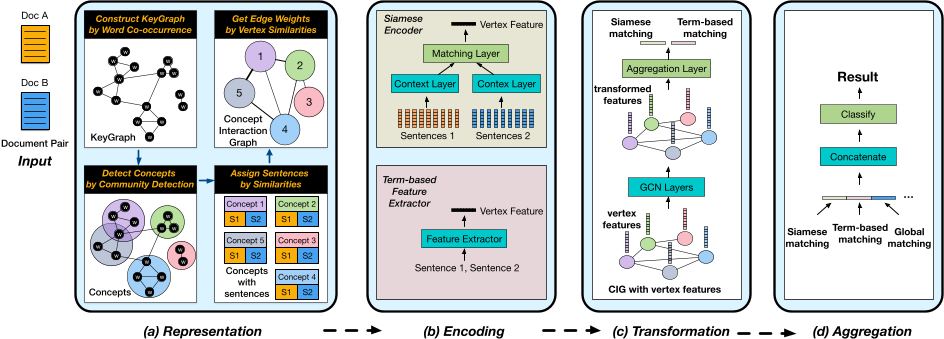 Doc A
Doc B
Document Pair
Input
Construct KeyGraph
by Word Co-occurrence
W W W W W W W W W W W W W W
KeyGraph
Get Edge Weights
by Vertex Similarities
1
2
5
3
4
Concept
Interaction
Graph
Detect Concepts
by Community Detection
W W W W W W W W W W W W W W
Concepts
Assign Sentences
by Similarities
Concept 1
Concept 2
S1 S2
S1 S2
Concept 5
Concept 3
S1 S2
S1 S2
Concepts
with
sentences
Concept 4
S1 S2
(a) Representation
Siamese
Encoder
Vertex Feature
Matching Layer
Context Layer
Contex Layer
Sentences 1
Sentences 2
Term-based
Feature
Extractor
Vertex Feature
Feature Extractor
Sentence 1, Sentence 2
(b) Encoding
Siamese
matching
Term-based
matching
Aggregation Layer
transformed
features
GCN Layers
vertex
features
CIG with vertex features
(c) Transformation
Result
Classify
Concatenate
...
Siamese
matching
Term-based
matching
Global
matching
(d) Aggregation